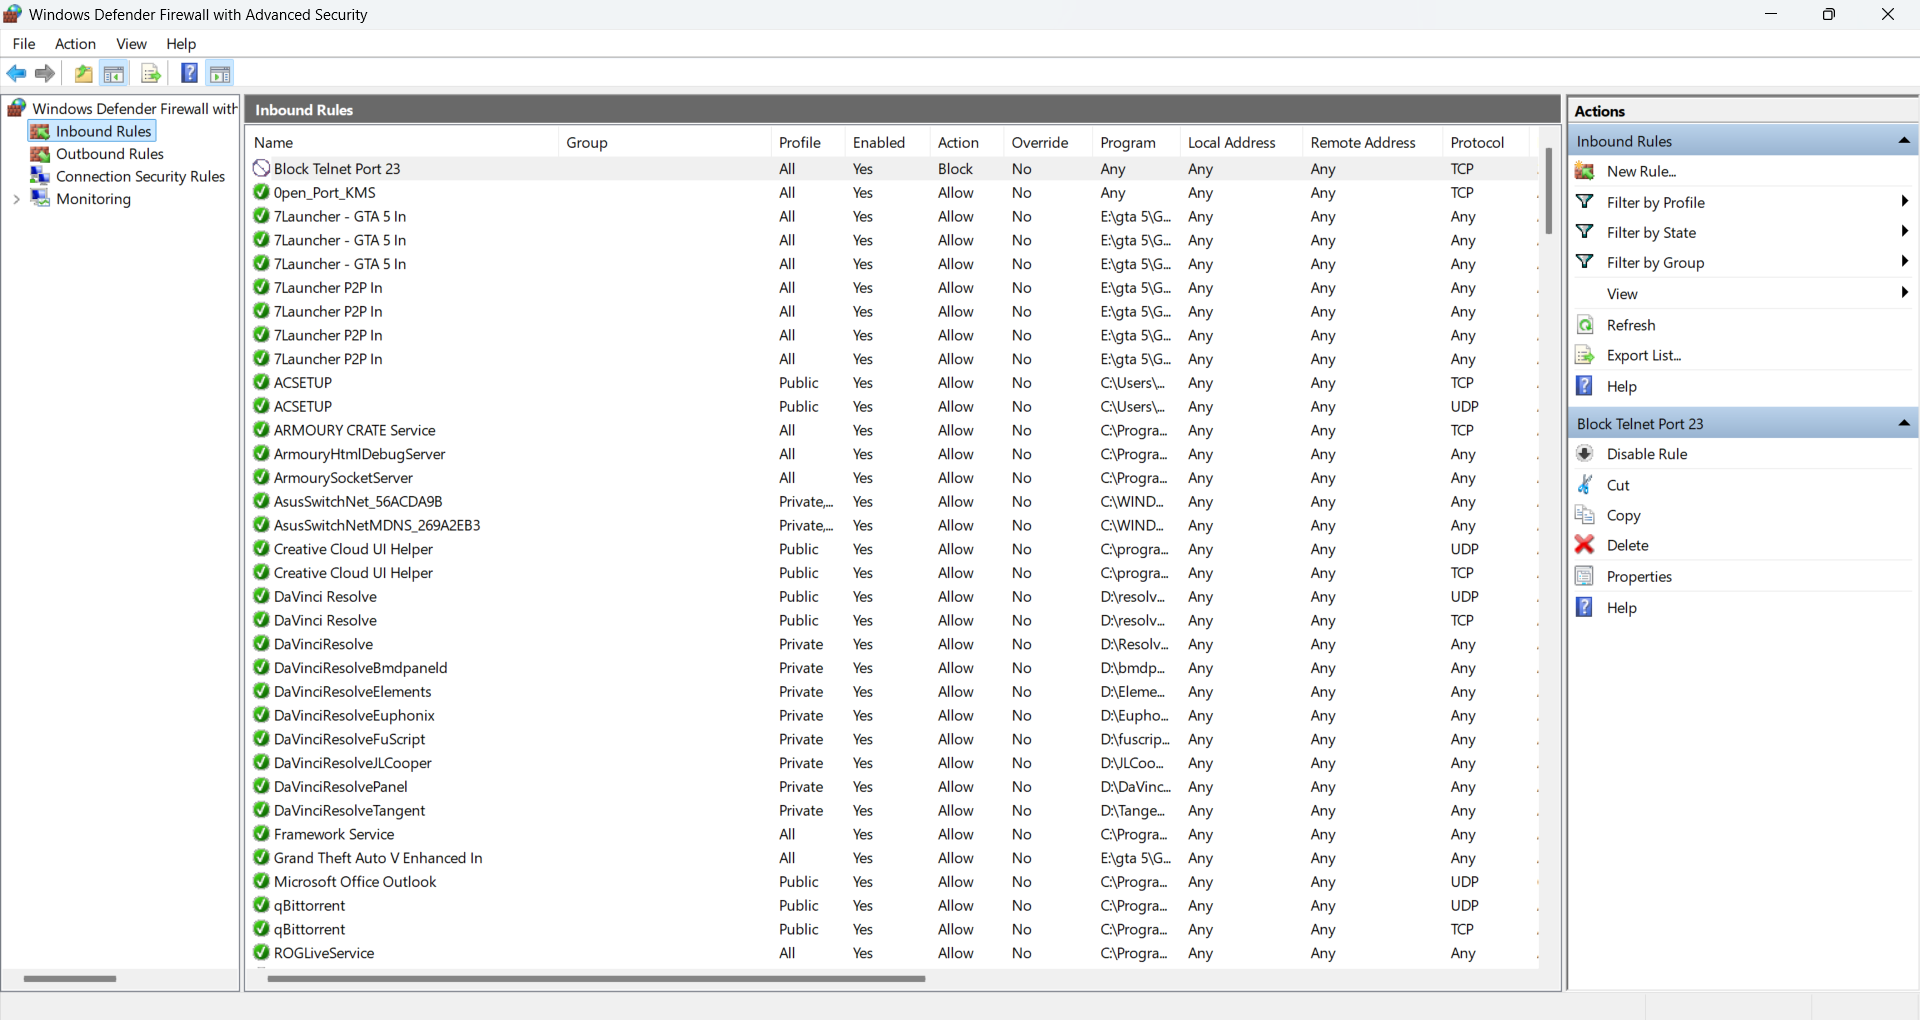 Windows Defender Firewall with Advanced Security
File Action View Help
Windows Defender Firewall with
Inbound Rules
Outbound Rules
Connection Security Rules
Monitoring
Inbound Rules
Name Group Profile Enabled Action Override Program Local Address Remote Address Protocol
Block Telnet Port 23 All Yes Block No Any Any Any TCP
0pen_Port_KMS All Yes Allow No Any Any Any TCP
7Launcher - GTA 5 In All Yes Allow No E:\gta 5\G... Any Any Any
7Launcher - GTA 5 In All Yes Allow No E:\gta 5\G... Any Any Any
7Launcher - GTA 5 In All Yes Allow No E:\gta 5\G... Any Any Any
7Launcher P2P In All Yes Allow No E:\gta 5\G... Any Any Any
7Launcher P2P In All Yes Allow No E:\gta 5\G... Any Any Any
7Launcher P2P In All Yes Allow No E:\gta 5\G... Any Any Any
7Launcher P2P In All Yes Allow No E:\gta 5\G... Any Any Any
ACSETUP Public Yes Allow No C:\Users\... Any Any TCP
ACSETUP Public Yes Allow No C:\Users\... Any Any UDP
ARMOURY CRATE Service All Yes Allow No C:\Progra... Any Any TCP
ArmouryHtmlDebugServer All Yes Allow No C:\Progra... Any Any Any
ArmourySocketServer All Yes Allow No C:\Progra... Any Any Any
AsusSwitchNet_56ACDA9B Private,... Yes Allow No C:\WIND... Any Any Any
AsusSwitchNetMDNS_269A2EB3 Private,... Yes Allow No C:\WIND... Any Any Any
Creative Cloud UI Helper Public Yes Allow No C:\progra... Any Any UDP
Creative Cloud UI Helper Public Yes Allow No C:\progra... Any Any TCP
DaVinci Resolve Public Yes Allow No D:\resolv... Any Any UDP
DaVinci Resolve Public Yes Allow No D:\resolv... Any Any TCP
DaVinciResolve Private Yes Allow No D:\Resolv... Any Any Any
DaVinciResolveBmdpaneld Private Yes Allow No D:\bmdp... Any Any Any
DaVinciResolveElements Private Yes Allow No D:\Eleme... Any Any Any
DaVinciResolveEuphonix Private Yes Allow No D:\Eupho... Any Any Any
DaVinciResolveFuScript Private Yes Allow No D:\fuscrip... Any Any Any
DaVinciResolveJLCooper Private Yes Allow No D:\JLCoo... Any Any Any
DaVinciResolvePanel Private Yes Allow No D:\DaVinc... Any Any Any
DaVinciResolveTangent Private Yes Allow No D:\Tange... Any Any Any
Framework Service All Yes Allow No C:\Progra... Any Any Any
Grand Theft Auto V Enhanced In All Yes Allow No E:\gta 5\G... Any Any Any
Microsoft Office Outlook Public Yes Allow No C:\Progra... Any Any UDP
qBittorrent Public Yes Allow No C:\Progra... Any Any UDP
qBittorrent Public Yes Allow No C:\Progra... Any Any TCP
ROGLiveService All Yes Allow No C:\Progra... Any Any Any
Actions
Inbound Rules
New Rule...
Filter by Profile
Filter by State
Filter by Group
View
Refresh
Export List...
Help
Block Telnet Port 23
Disable Rule
Cut
Copy
Delete
Properties
Help